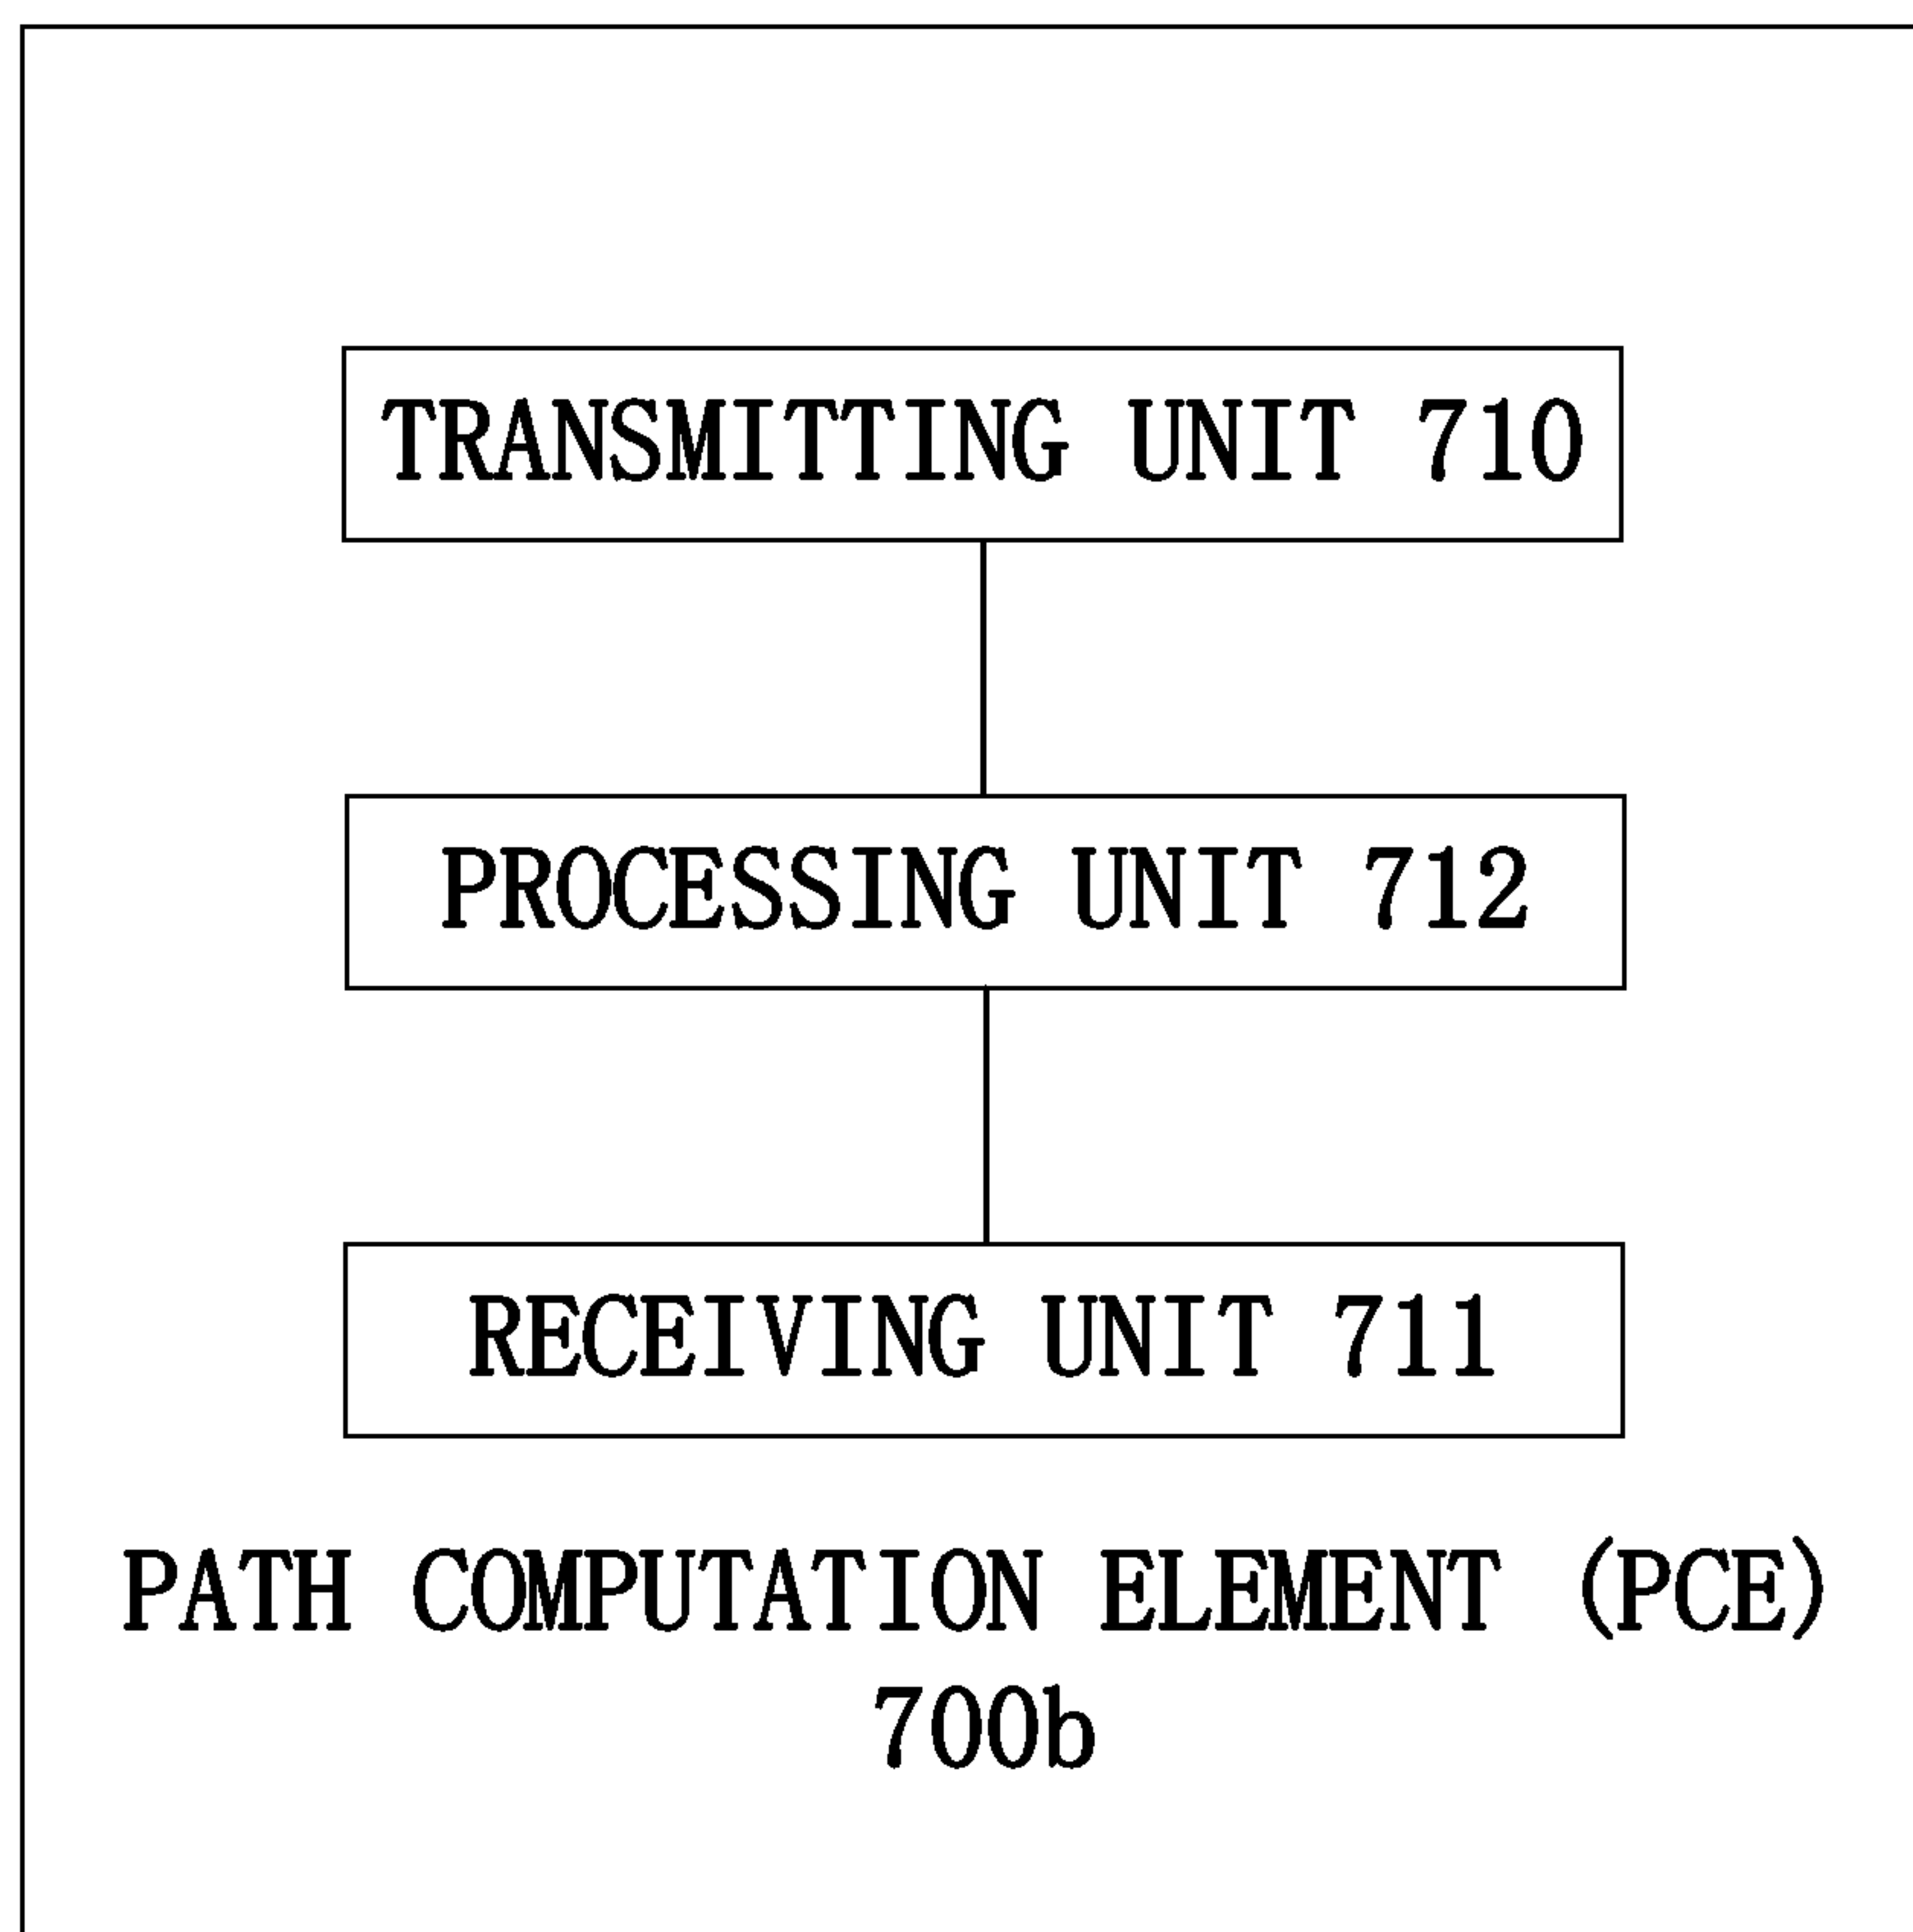 TRANSMITTING UNIT 710
PROCESSING UNIT 712
RECEIVING UNIT 711
PATH COMPUTATION ELEMENT (PCE)
700b